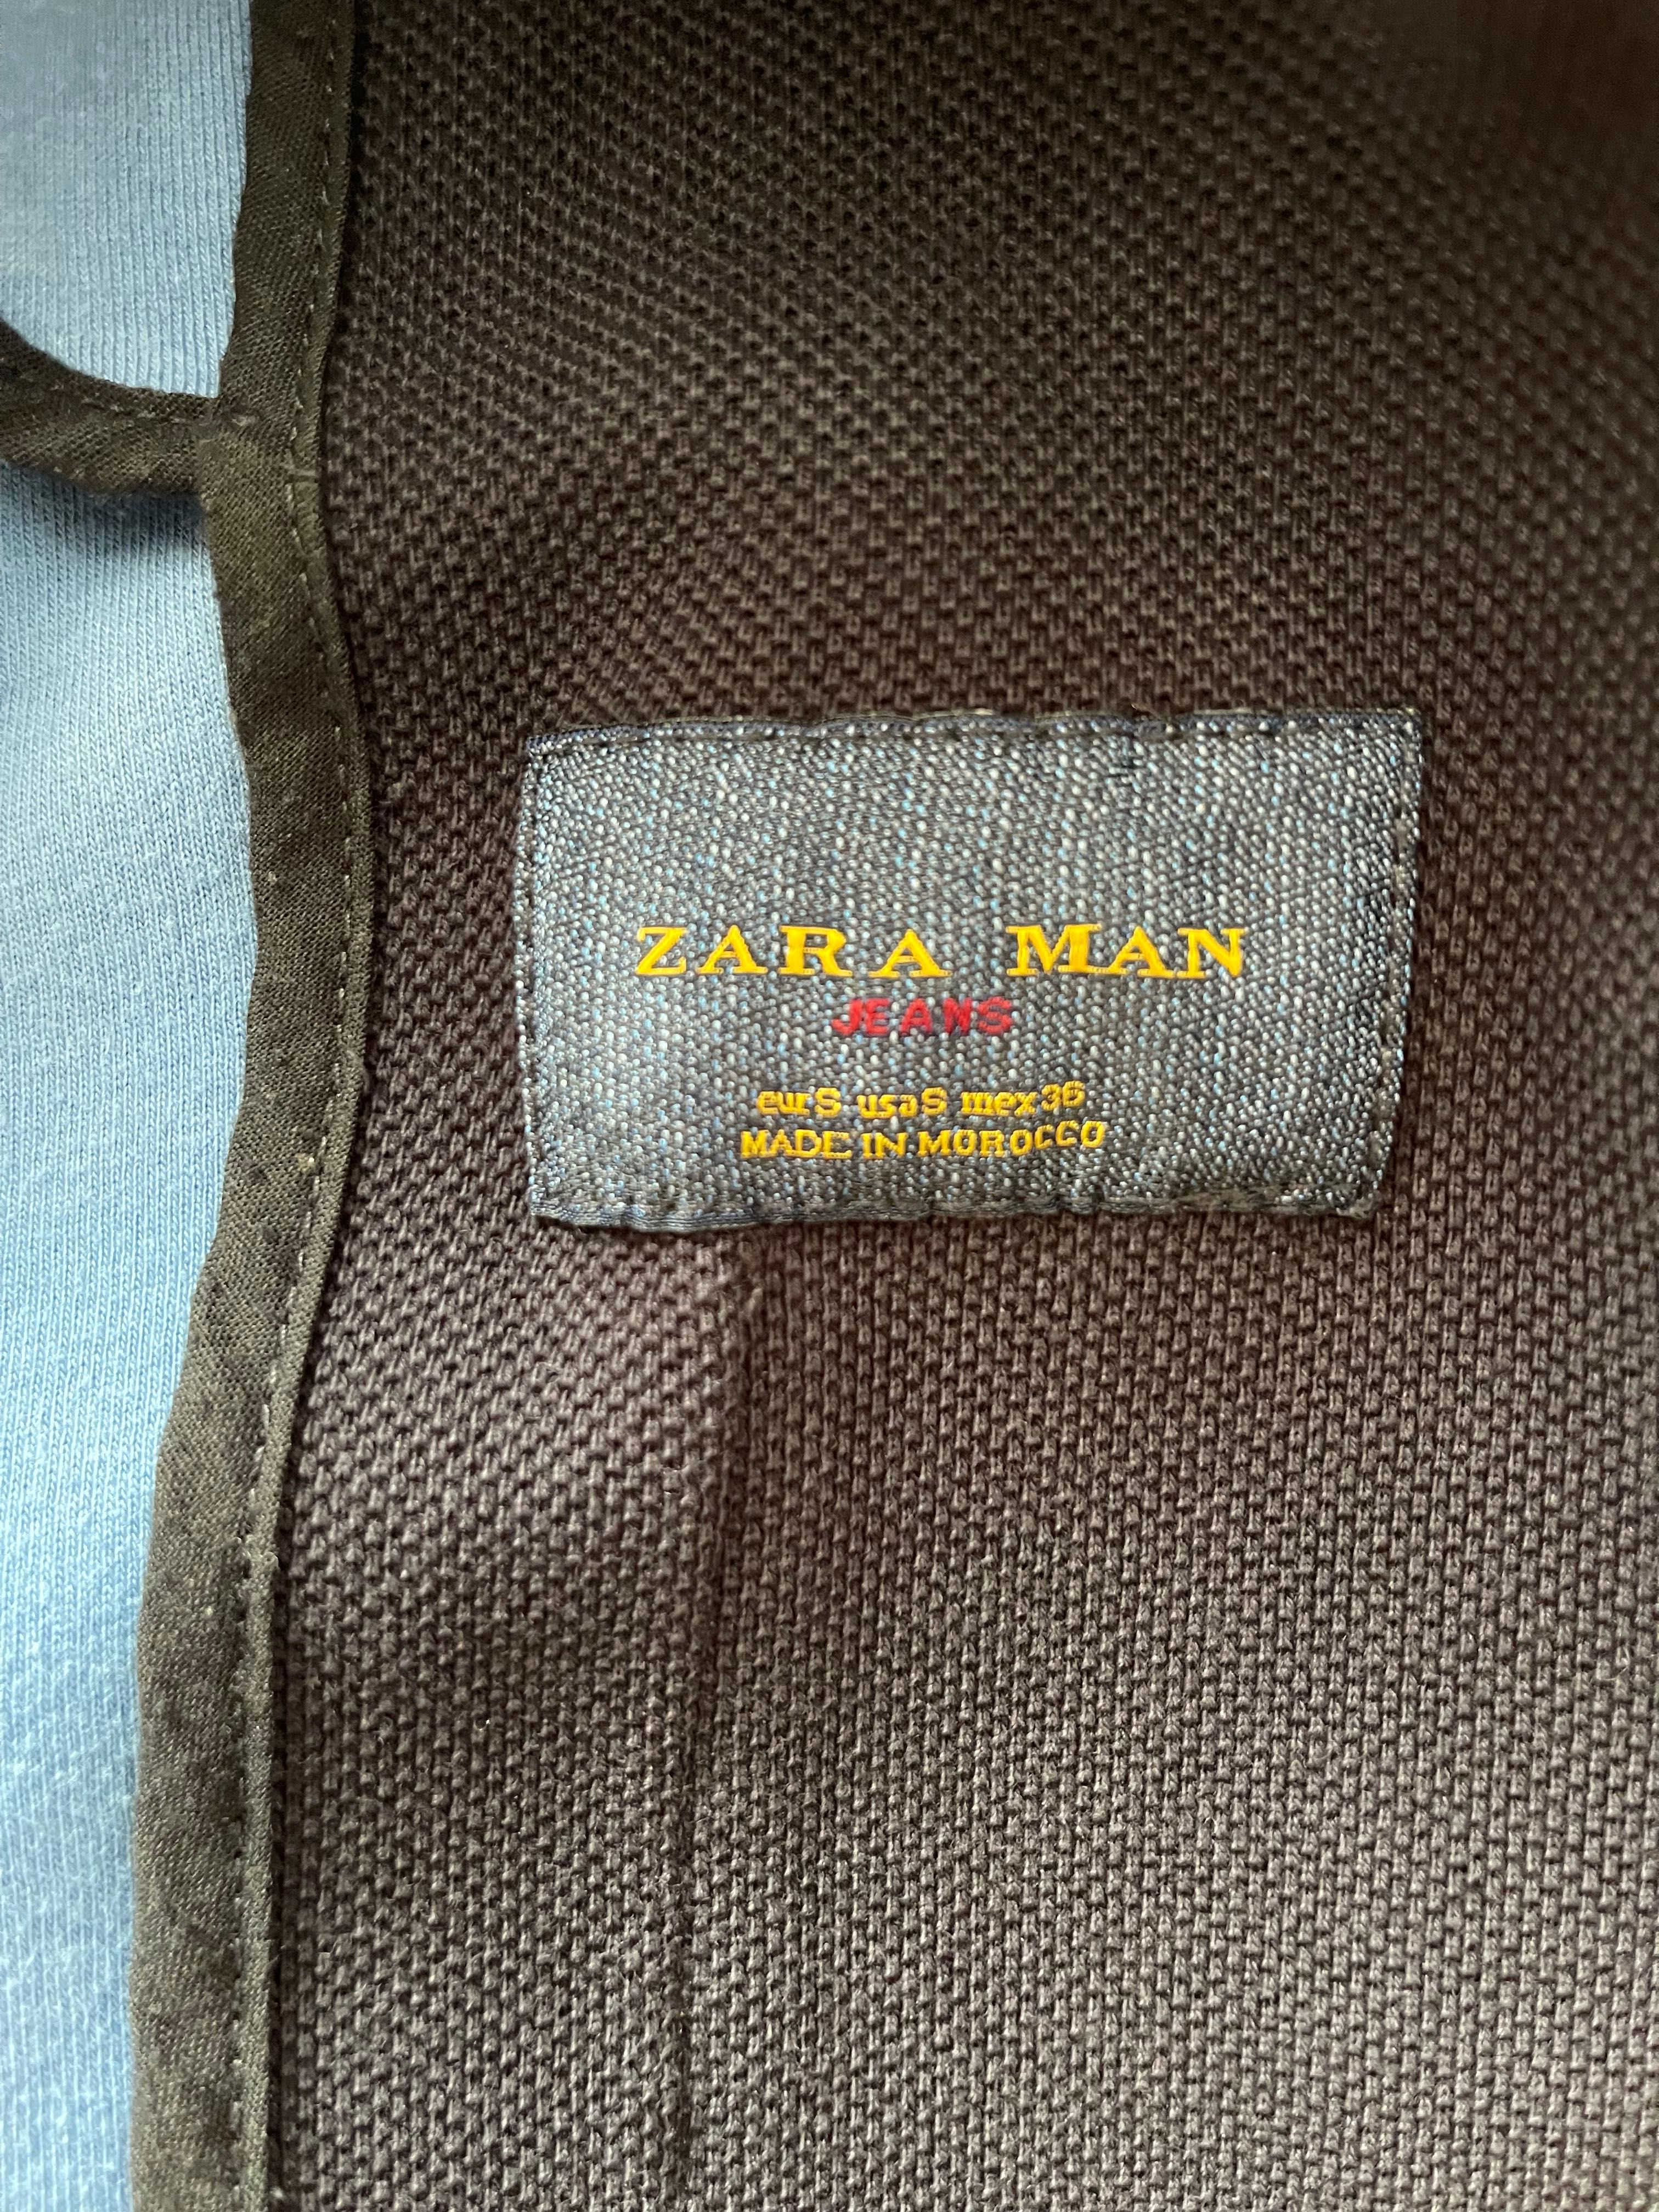 ZARA MAN
JEANS
eurS usaS mex36
MADE IN MOROCCO